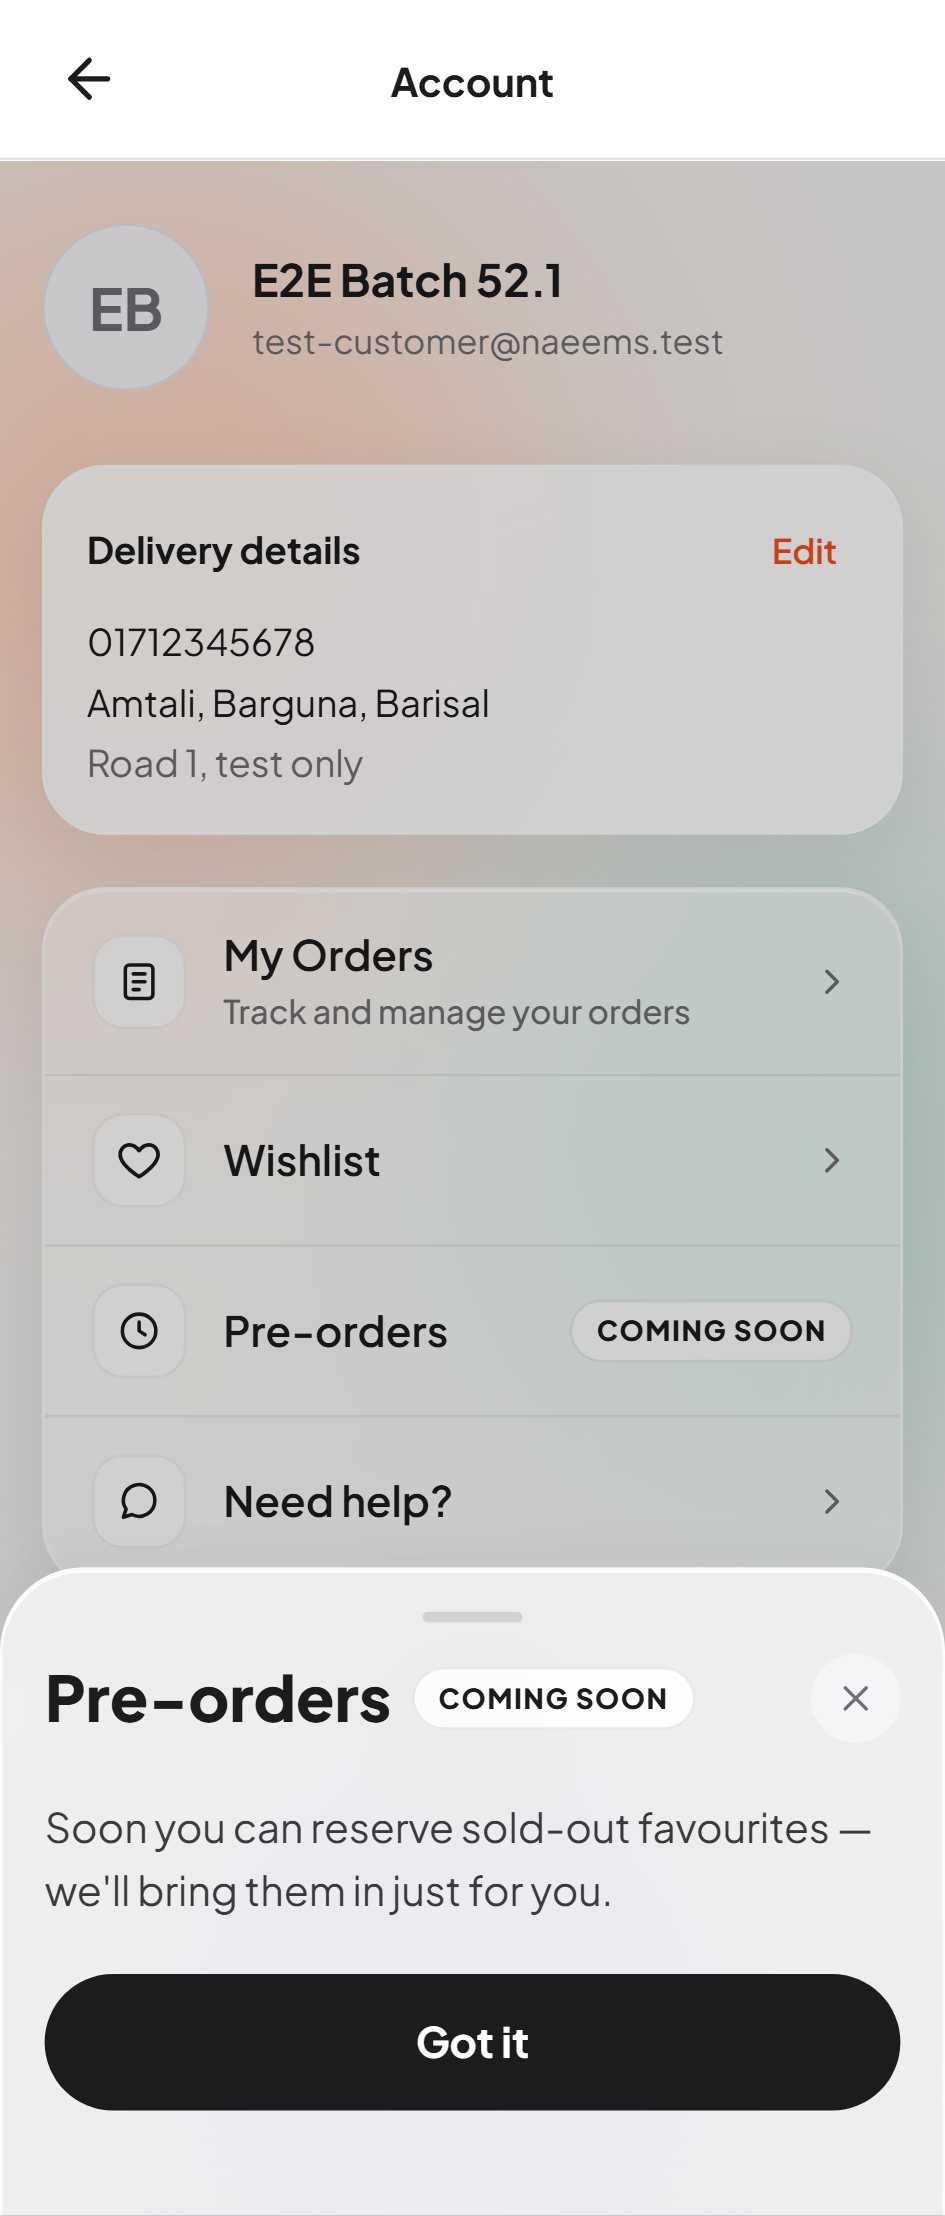 Account
EB
E2E Batch 52.1
test-customer@naeems.test
Delivery details
Edit
01712345678
Amtali, Barguna, Barisal
Road 1, test only
My Orders
Track and manage your orders
Wishlist
Pre-orders
COMING SOON
Need help?
Pre-orders
COMING SOON
Soon you can reserve sold-out favourites —
we'll bring them in just for you.
Got it